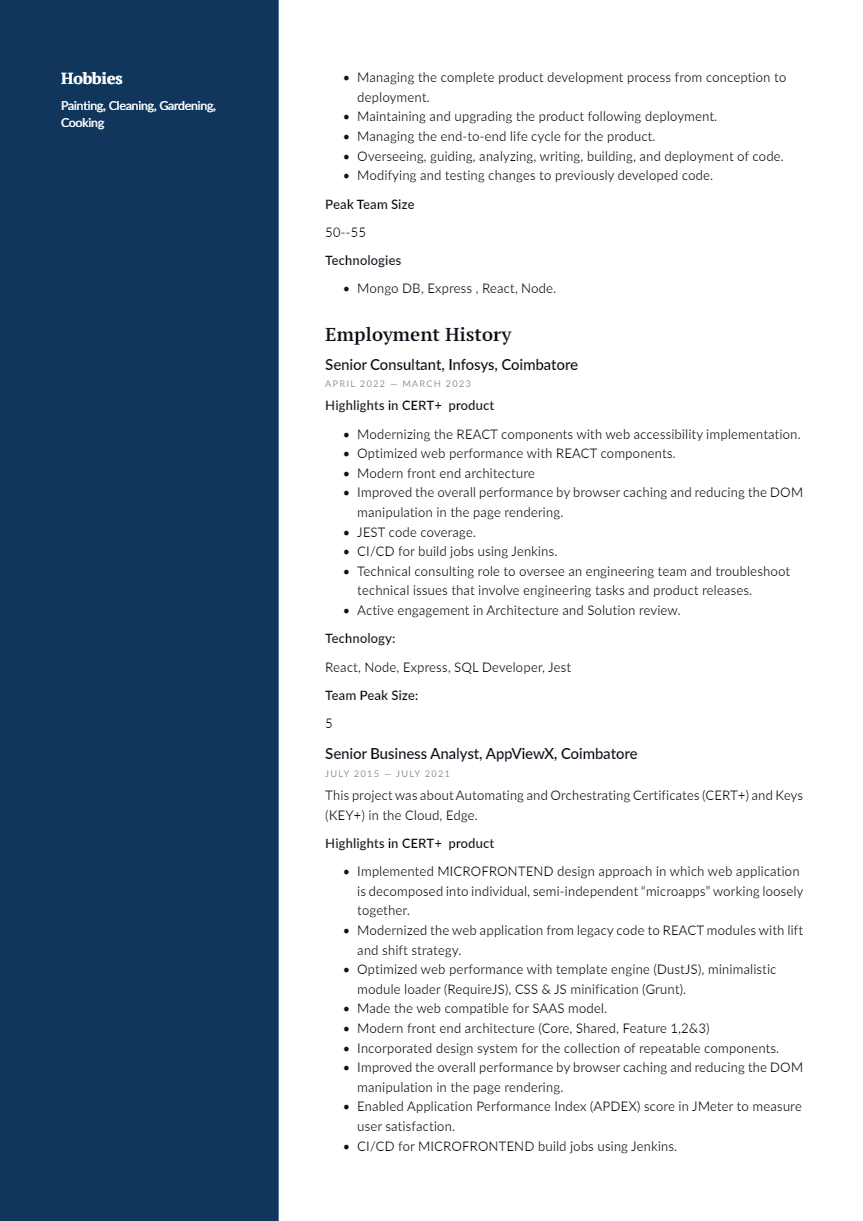 Hobbies
Painting, Cleaning, Gardening,
Cooking
• Managing the complete product development process from conception to
deployment.
• Maintaining and upgrading the product following deployment.
• Managing the end-to-end life cycle for the product.
• Overseeing, guiding, analyzing, writing, building, and deployment of code.
• Modifying and testing changes to previously developed code.
Peak Team Size
50--55
Technologies
• Mongo DB, Express , React, Node.
Employment History
Senior Consultant, Infosys, Coimbatore
APRIL 2022 — MARCH 2023
Highlights in CERT+  product
• Modernizing the REACT components with web accessibility implementation.
• Optimized web performance with REACT components.
• Modern front end architecture
• Improved the overall performance by browser caching and reducing the DOM
manipulation in the page rendering.
• JEST code coverage.
• CI/CD for build jobs using Jenkins.
• Technical consulting role to oversee an engineering team and troubleshoot
technical issues that involve engineering tasks and product releases.
• Active engagement in Architecture and Solution review.
Technology:
React, Node, Express, SQL Developer, Jest
Team Peak Size:
5
Senior Business Analyst, AppViewX, Coimbatore
JULY 2015 — JULY 2021
This project was about Automating and Orchestrating Certificates (CERT+) and Keys
(KEY+) in the Cloud, Edge.
Highlights in CERT+  product
• Implemented MICROFRONTEND design approach in which web application
is decomposed into individual, semi-independent “microapps” working loosely
together.
• Modernized the web application from legacy code to REACT modules with lift
and shift strategy.
• Optimized web performance with template engine (DustJS), minimalistic
module loader (RequireJS), CSS & JS minification (Grunt).
• Made the web compatible for SAAS model.
• Modern front end architecture (Core, Shared, Feature 1,2&3)
• Incorporated design system for the collection of repeatable components.
• Improved the overall performance by browser caching and reducing the DOM
manipulation in the page rendering.
• Enabled Application Performance Index (APDEX) score in JMeter to measure
user satisfaction.
• CI/CD for MICROFRONTEND build jobs using Jenkins.